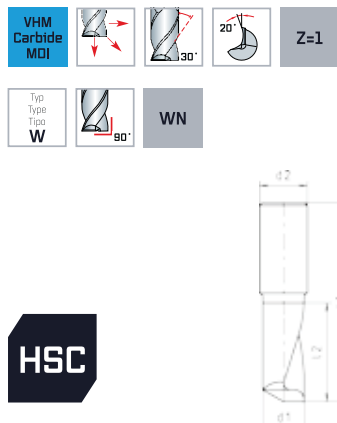 VHM
Carbide
MDI
30°
20°
Z=1
Typ
Type
Tipo
W
90°
WN
d2
HSC
L2
d1